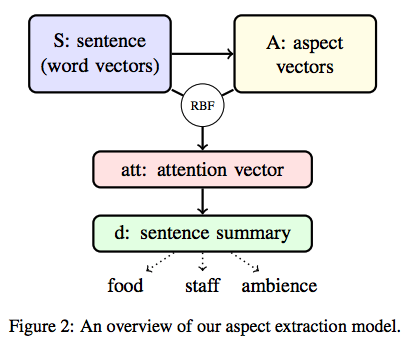 S: sentence
(word vectors)
A: aspect
vectors
RBF
att: attention vector
d: sentence summary
food staff ambience
Figure 2: An overview of our aspect extraction model.